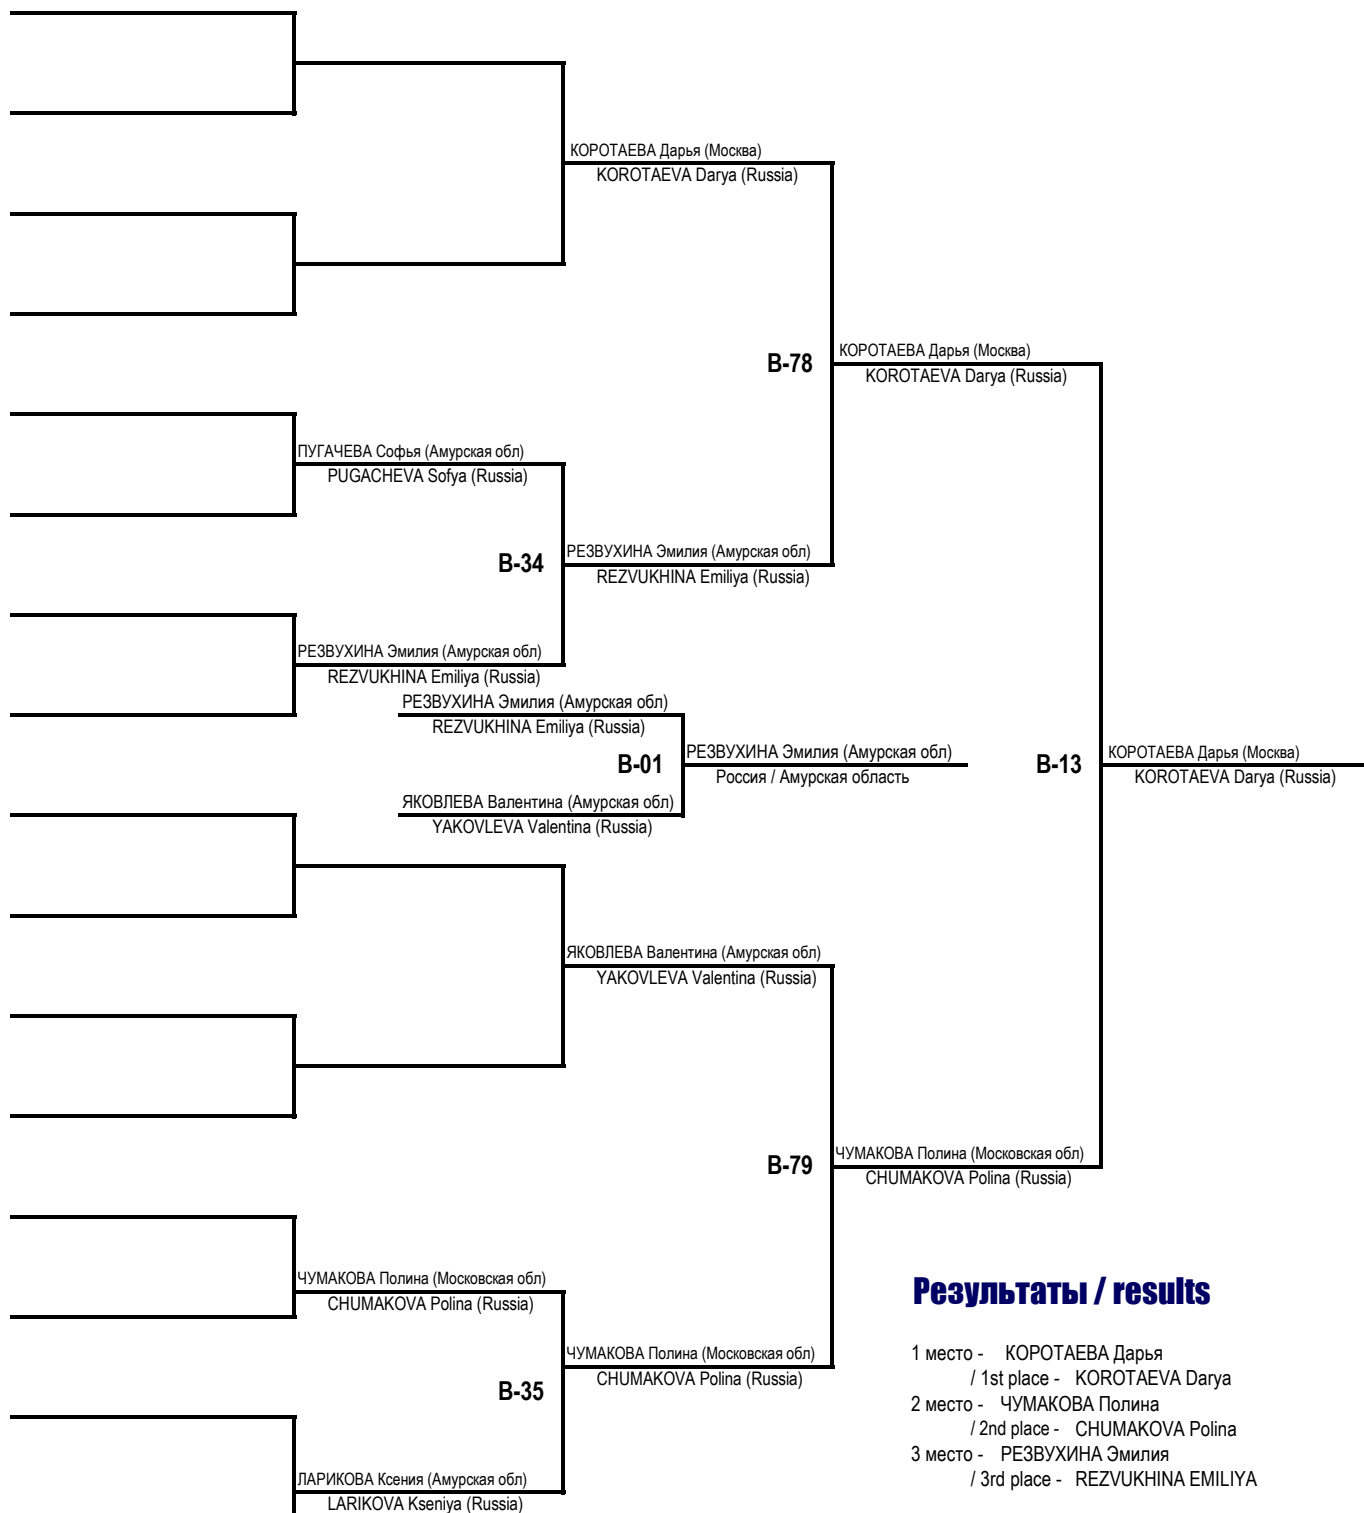 КОРОТАЕВА Дарья (Москва)
KOROTAEVA Darya (Russia)
B-78
КОРОТАЕВА Дарья (Москва)
KOROTAEVA Darya (Russia)
ПУГАЧЕВА Софья (Амурская обл)
PUGACHEVA Sofya (Russia)
B-34
РЕЗВУХИНА Эмилия (Амурская обл)
REZVUKHINA Emiliya (Russia)
РЕЗВУХИНА Эмилия (Амурская обл)
REZVUKHINA Emiliya (Russia)
РЕЗВУХИНА Эмилия (Амурская обл)
REZVUKHINA Emiliya (Russia)
B-01
РЕЗВУХИНА Эмилия (Амурская обл)
Россия / Амурская область
B-13
КОРОТАЕВА Дарья (Москва)
KOROTAEVA Darya (Russia)
ЯКОВЛЕВА Валентина (Амурская обл)
YAKOVLEVA Valentina (Russia)
ЯКОВЛЕВА Валентина (Амурская обл)
YAKOVLEVA Valentina (Russia)
B-79
ЧУМАКОВА Полина (Московская обл)
CHUMAKOVA Polina (Russia)
ЧУМАКОВА Полина (Московская обл)
CHUMAKOVA Polina (Russia)
B-35
ЧУМАКОВА Полина (Московская обл)
CHUMAKOVA Polina (Russia)
ЛАРИКОВА Ксения (Амурская обл)
LARIKOVA Kseniya (Russia)
Результаты / results
1 место - КОРОТАЕВА Дарья
/ 1st place - KOROTAEVA Darya
2 место - ЧУМАКОВА Полина
/ 2nd place - CHUMAKOVA Polina
3 место - РЕЗВУХИНА Эмилия
/ 3rd place - REZVUKHINA EMILIYA